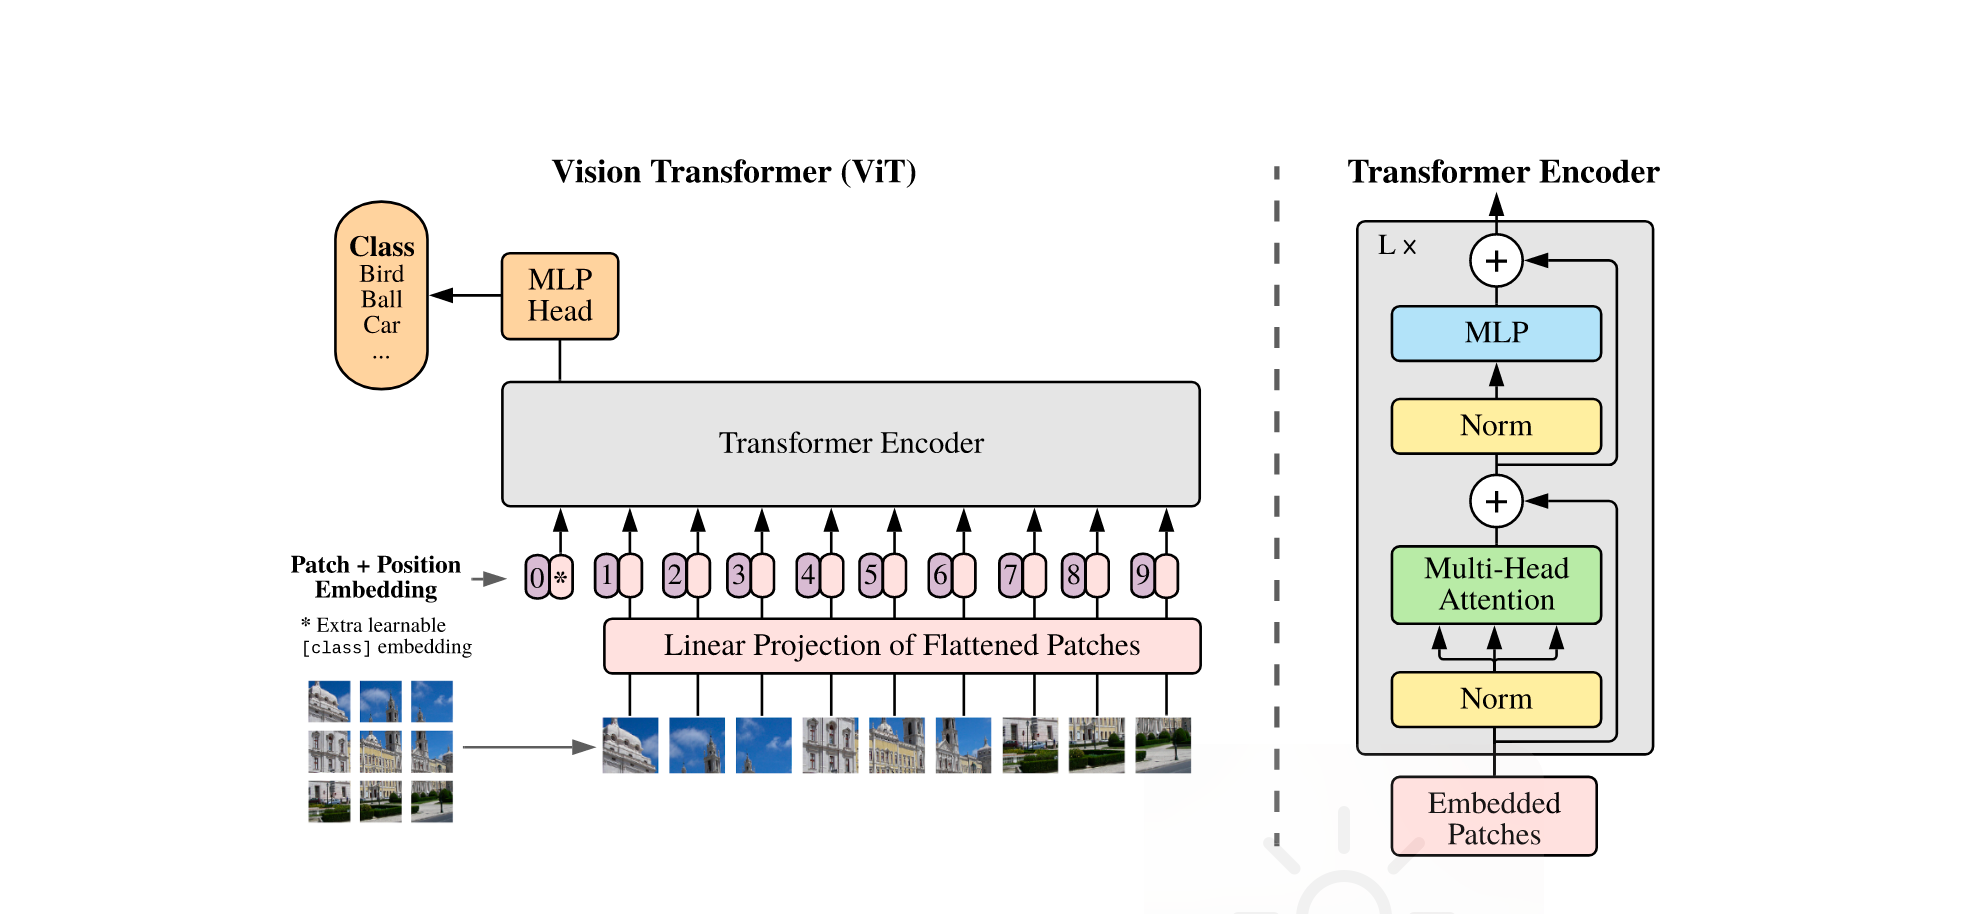 Vision Transformer (ViT)
Class
Bird
Ball
Car
...
MLP
Head
Transformer Encoder
Patch + Position
Embedding
0 * 1 2 3 4 5 6 7 8 9
* Extra learnable
[class] embedding
Linear Projection of Flattened Patches
Transformer Encoder
L ×
+
MLP
Norm
+
Multi-Head
Attention
Norm
Embedded
Patches